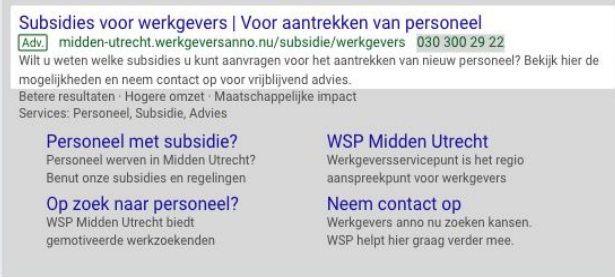 Subsidies voor werkgevers | Voor aantrekken van personeel
Adv. midden-utrecht.werkgeversanno.nu/subsidie/werkgevers 030 300 29 22
Wilt u weten welke subsidies u kunt aanvragen voor het aantrekken van nieuw personeel? Bekijk hier de
mogelijkheden en neem contact op voor vrijblijvend advies.
Betere resultaten · Hogere omzet · Maatschappelijke impact
Services: Personeel, Subsidie, Advies
Personeel met subsidie?
Personeel werven in Midden Utrecht?
Benut onze subsidies en regelingen
WSP Midden Utrecht
Werkgeversservicepunt is het regio
aanspreekpunt voor werkgevers
Op zoek naar personeel?
WSP Midden Utrecht biedt
gemotiveerde werkzoekenden
Neem contact op
Werkgevers anno nu zoeken kansen.
WSP helpt hier graag verder mee.